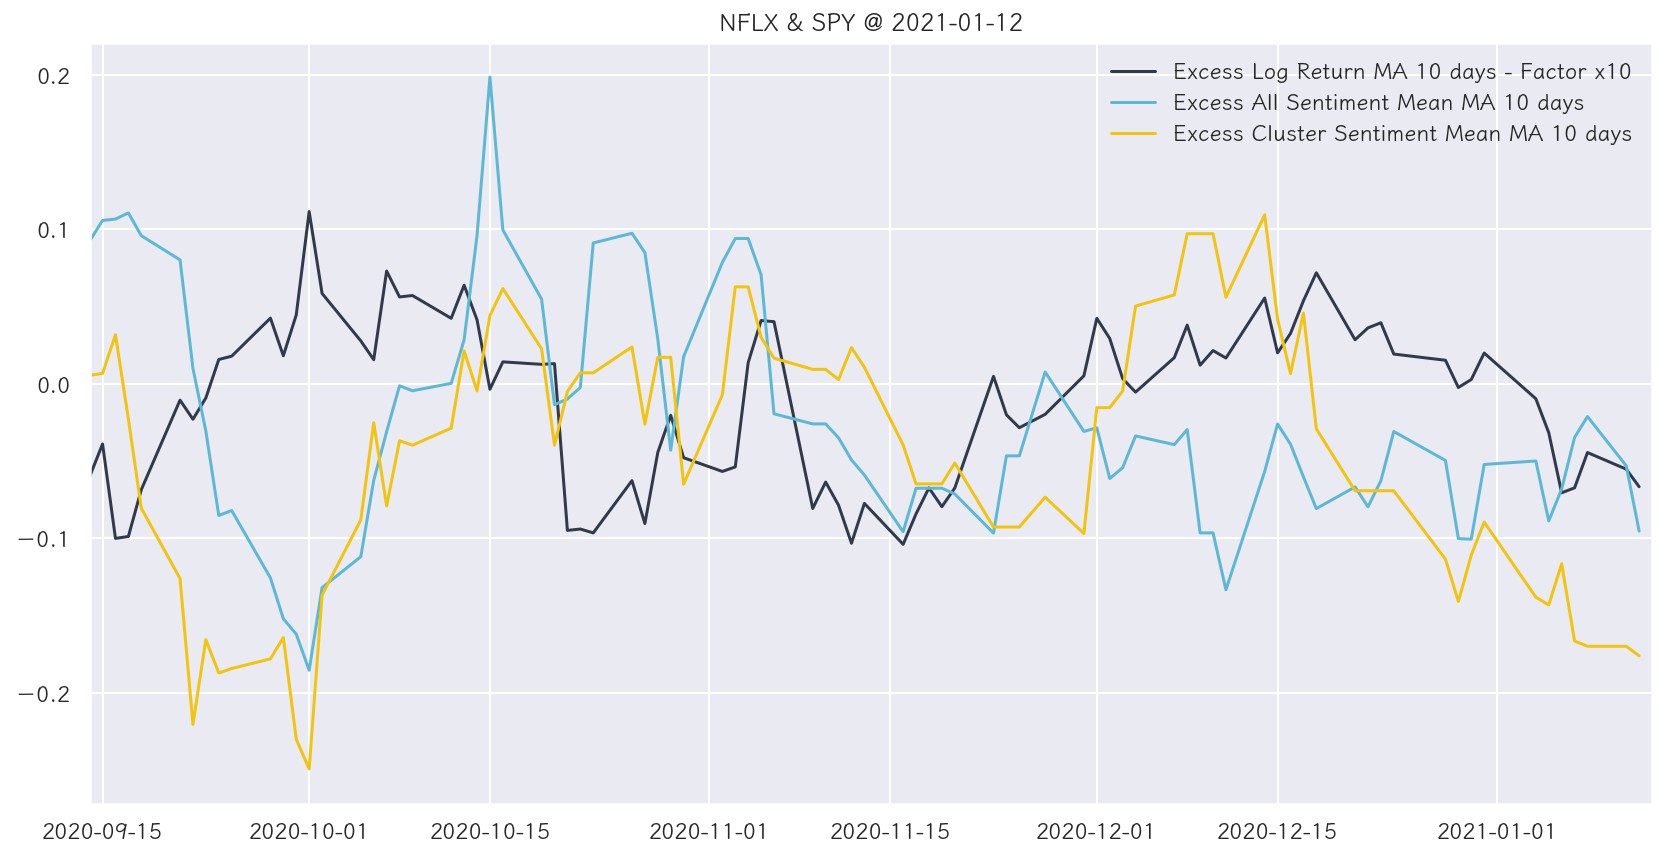 NFLX & SPY @ 2021-01-12
Excess Log Return MA 10 days - Factor x10
Excess All Sentiment Mean MA 10 days
Excess Cluster Sentiment Mean MA 10 days
0.2
0.1
0.0
−0.1
−0.2
2020-09-15 2020-10-01 2020-10-15 2020-11-01 2020-11-15 2020-12-01 2020-12-15 2021-01-01